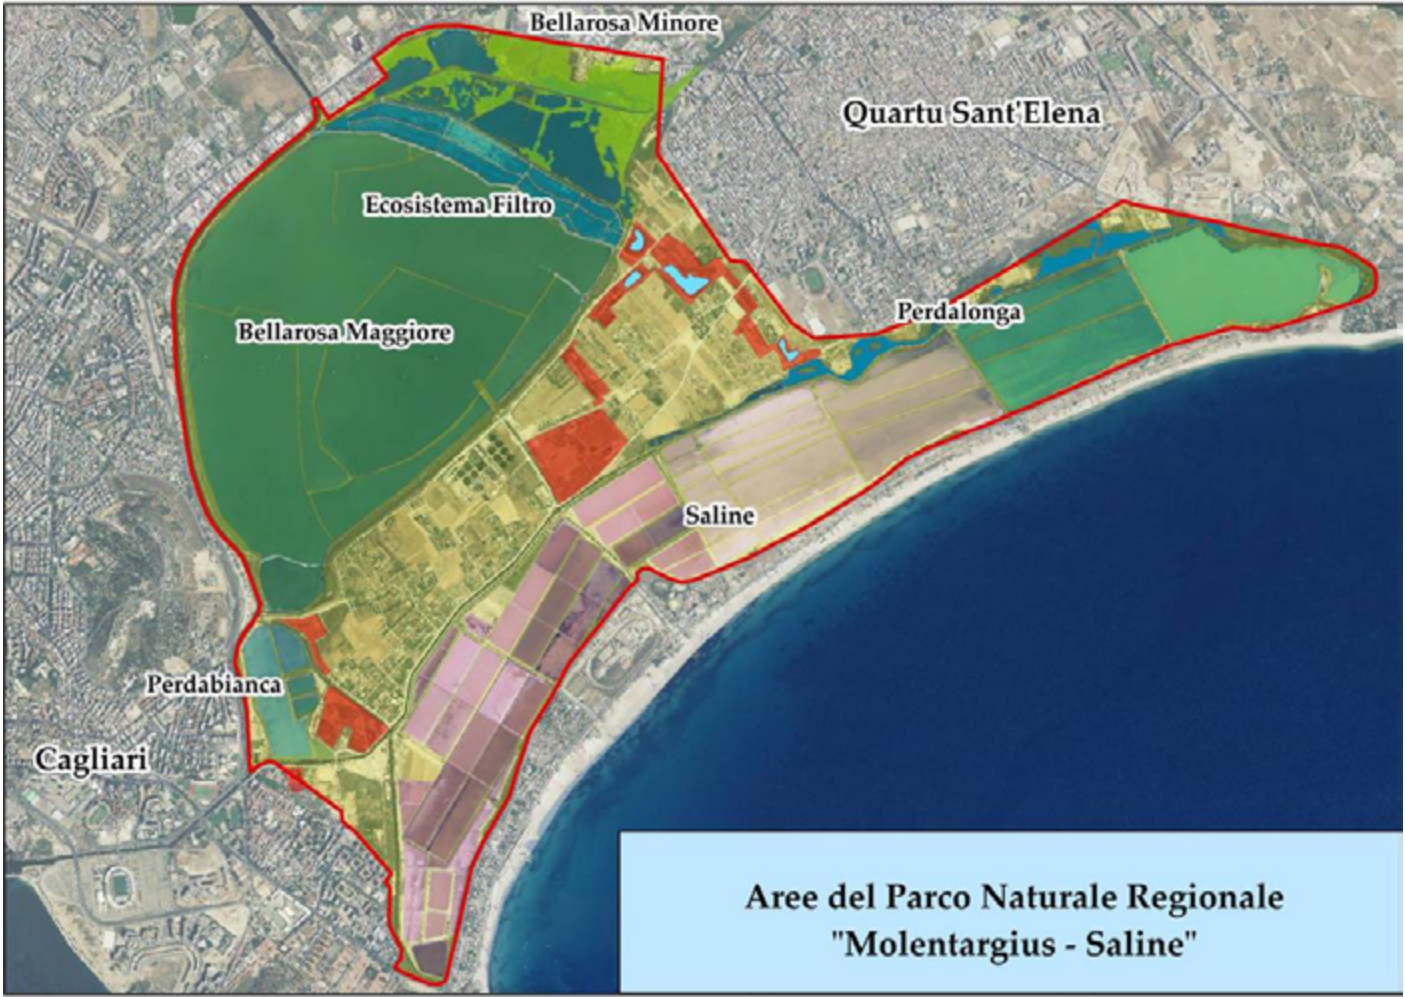 Bellarosa Minore
Quartu Sant'Elena
Ecosistema Filtro
Perdalonga
Bellarosa Maggiore
Saline
Perdabianca
Cagliari
Aree del Parco Naturale Regionale
"Molentargius - Saline"